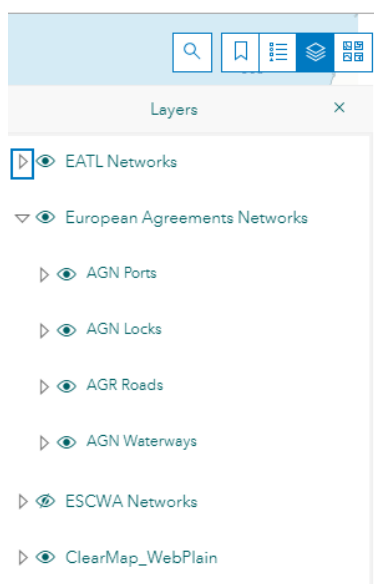 Layers
EATL Networks
European Agreements Networks
AGN Ports
AGN Locks
AGR Roads
AGN Waterways
ESCWA Networks
ClearMap_WebPlain